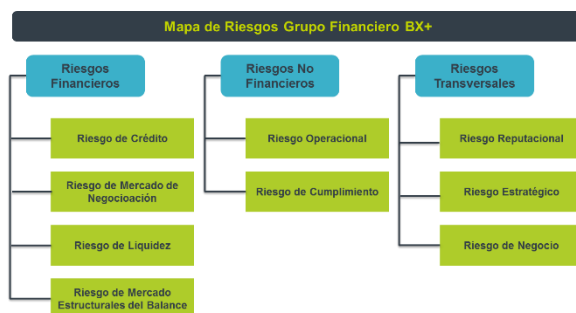 Mapa de Riesgos Grupo Financiero BX+
Riesgos
Financieros
Riesgo de Crédito
Riesgo de Mercado de
Negocioación
Riesgo de Liquidez
Riesgo de Mercado
Estructurales del Balance
Riesgos No
Financieros
Riesgo Operacional
Riesgo de Cumplimiento
Riesgos
Transversales
Riesgo Reputacional
Riesgo Estratégico
Riesgo de Negocio